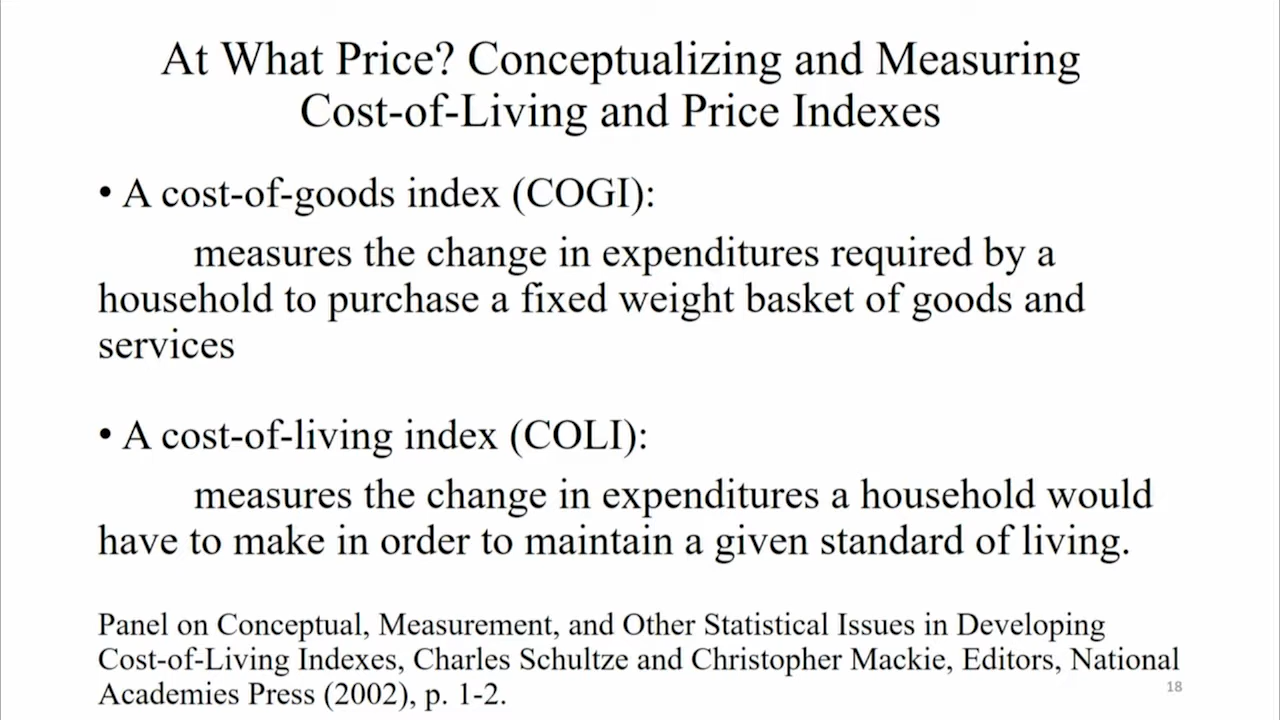 At What Price? Conceptualizing and Measuring
Cost-of-Living and Price Indexes
• A cost-of-goods index (COGI):
measures the change in expenditures required by a
household to purchase a fixed weight basket of goods and
services
• A cost-of-living index (COLI):
measures the change in expenditures a household would
have to make in order to maintain a given standard of living.
Panel on Conceptual, Measurement, and Other Statistical Issues in Developing
Cost-of-Living Indexes, Charles Schultze and Christopher Mackie, Editors, National
Academies Press (2002), p. 1-2.
18